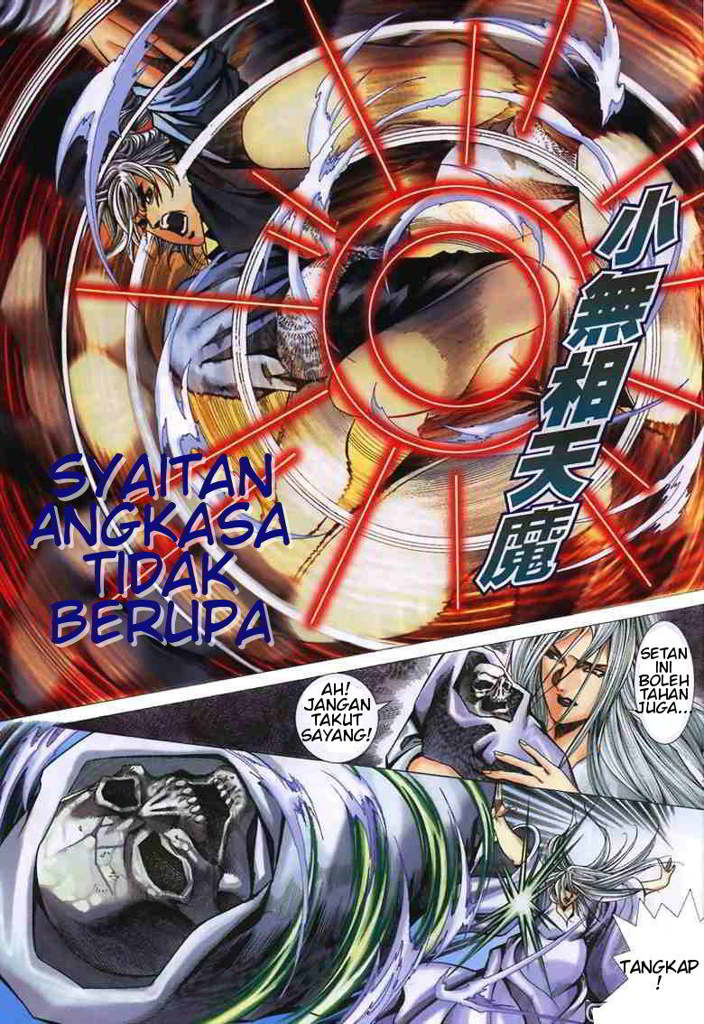 小無相天魔
SYAITAN
ANGKASA
TIDAK
BERUPA
SETAN
INI
BOLEH
TAHAN
JUGA...
AH!
JANGAN
TAKUT
SAYANG!
TANGKAP
!